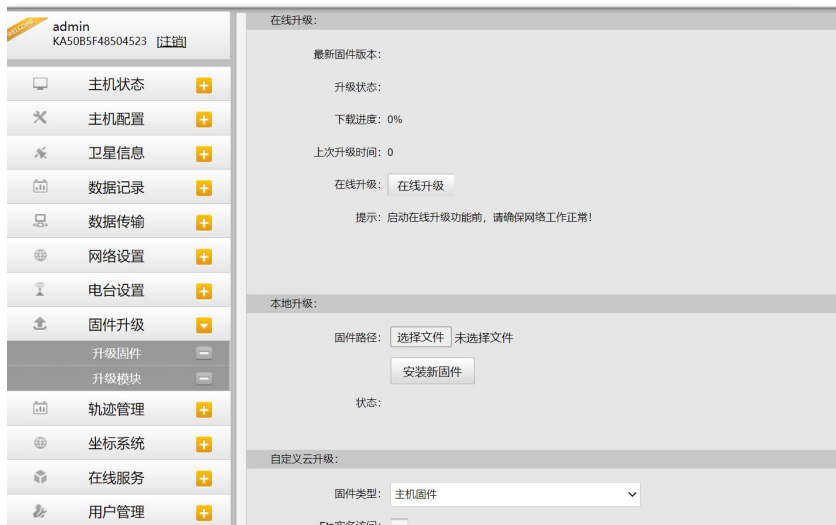 WELCOME
admin
KA50B5F48504523 [注销]
主机状态
主机配置
卫星信息
数据记录
数据传输
网络设置
电台设置
固件升级
升级固件
升级模块
轨迹管理
坐标系统
在线服务
用户管理
在线升级：
最新固件版本：
升级状态：
下载进度：0%
上次升级时间：0
在线升级： 在线升级
提示：启动在线升级功能前，请确保网络工作正常！
本地升级：
固件路径： 选择文件 未选择文件
安装新固件
状态：
自定义云升级：
固件类型： 主机固件